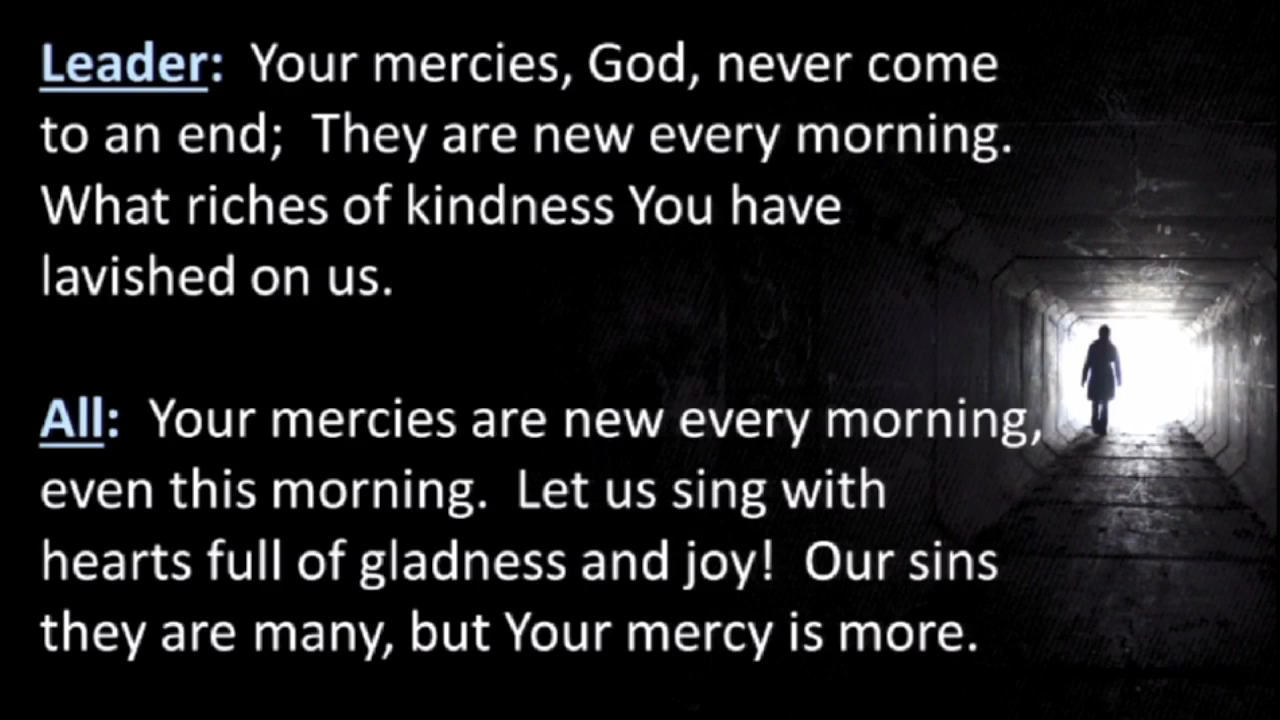 Leader:  Your mercies, God, never come
to an end;  They are new every morning.
What riches of kindness You have
lavished on us.
All:  Your mercies are new every morning,
even this morning.  Let us sing with
hearts full of gladness and joy!  Our sins
they are many, but Your mercy is more.